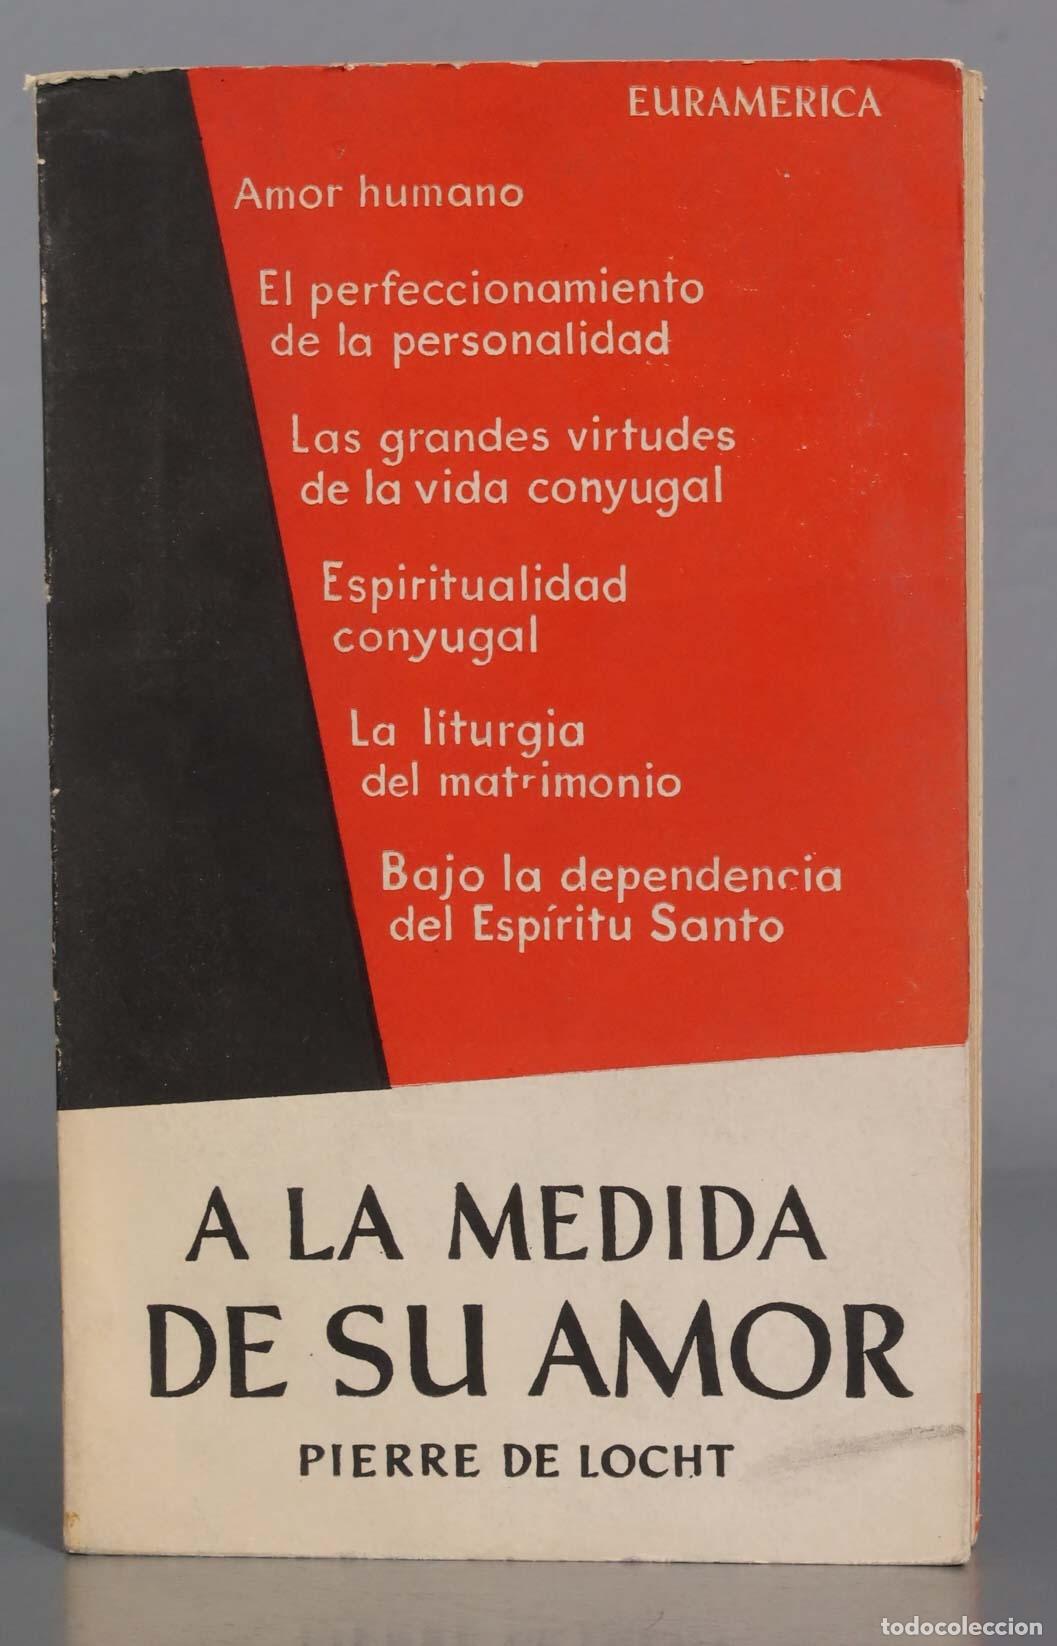 EURAMERICA
Amor humano
El perfeccionamiento
de la personalidad
Las grandes virtudes
de la vida conyugal
Espiritualidad
conyugal
La liturgia
del matrimonio
Bajo la dependencia
del Espíritu Santo
A LA MEDIDA
DE SU AMOR
PIERRE DE LOCHT
todocoleccion